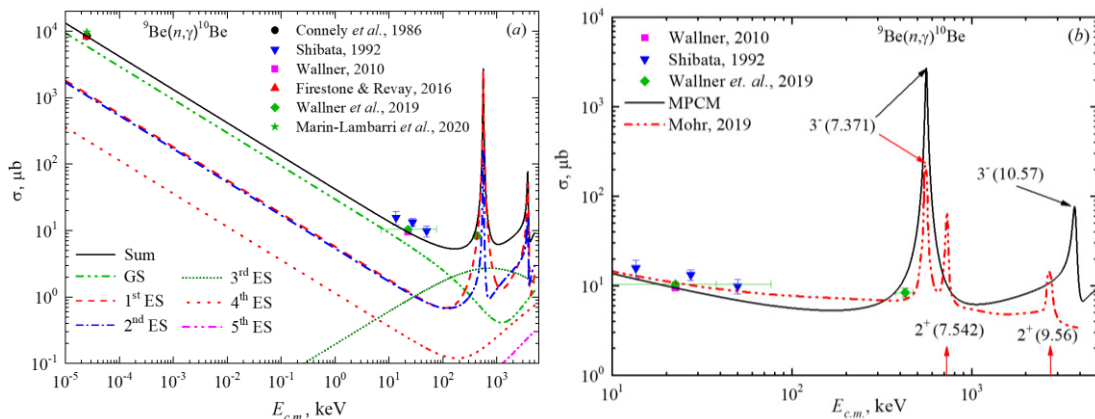 ⁹Be(n,γ)¹⁰Be
(a)
Connely et al., 1986
Shibata, 1992
Wallner, 2010
Firestone & Revay, 2016
Wallner et al., 2019
Marin-Lambarri et al., 2020
Sum
GS
1ˢᵗ ES
2ⁿᵈ ES
3ʳᵈ ES
4ᵗʰ ES
5ᵗʰ ES
σ, μb
10⁴
10³
10²
10¹
10⁰
10⁻¹
10⁻⁵ 10⁻⁴ 10⁻³ 10⁻² 10⁻¹ 10⁰ 10¹ 10² 10³
E_c.m., keV
⁹Be(n,γ)¹⁰Be
(b)
Wallner, 2010
Shibata, 1992
Wallner et. al., 2019
MPCM
Mohr, 2019
3⁻(7.371)
3⁻(10.57)
2⁺(7.542)
2⁺(9.56)
σ, μb
10⁴
10³
10²
10¹
10⁰
10 10² 10³
E_c.m., keV